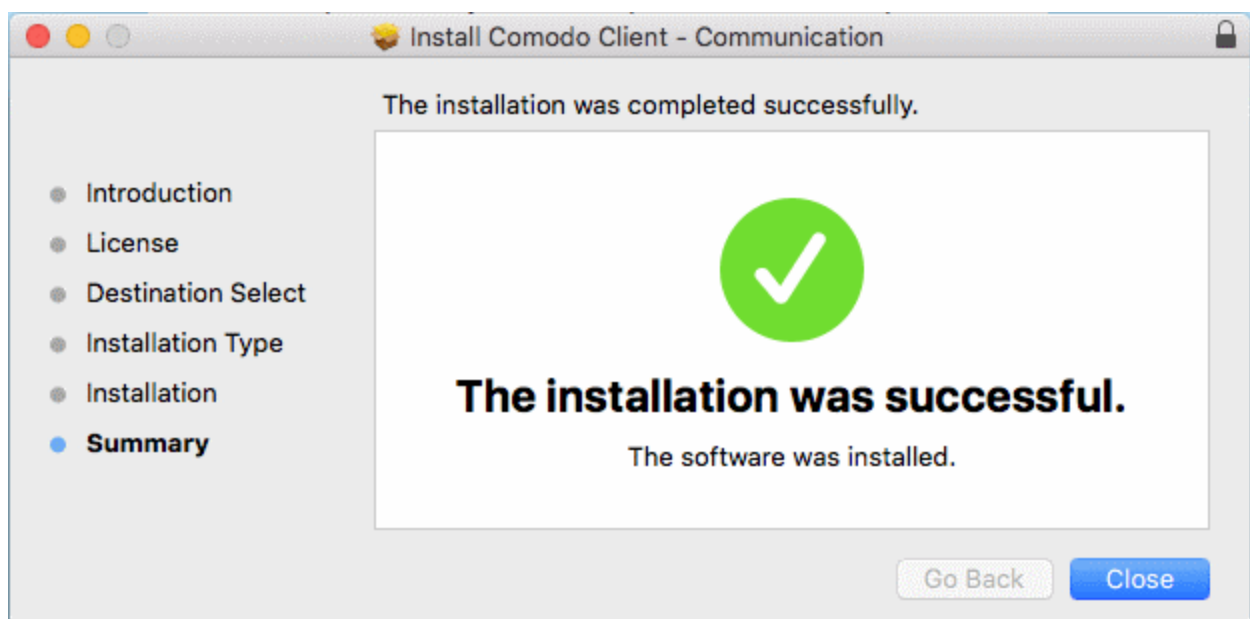 Install Comodo Client - Communication
The installation was completed successfully.
Introduction
License
Destination Select
Installation Type
Installation
Summary
The installation was successful.
The software was installed.
Go Back
Close